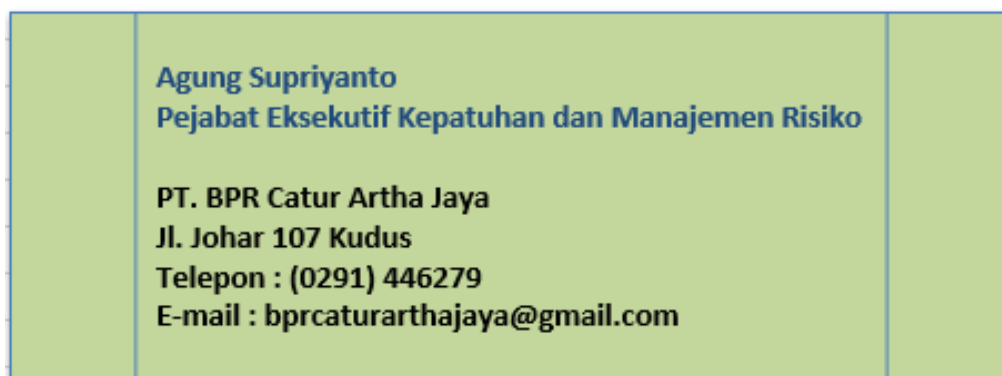 Agung Supriyanto
Pejabat Eksekutif Kepatuhan dan Manajemen Risiko
PT. BPR Catur Artha Jaya
Jl. Johar 107 Kudus
Telepon : (0291) 446279
E-mail : bprcaturarthajaya@gmail.com